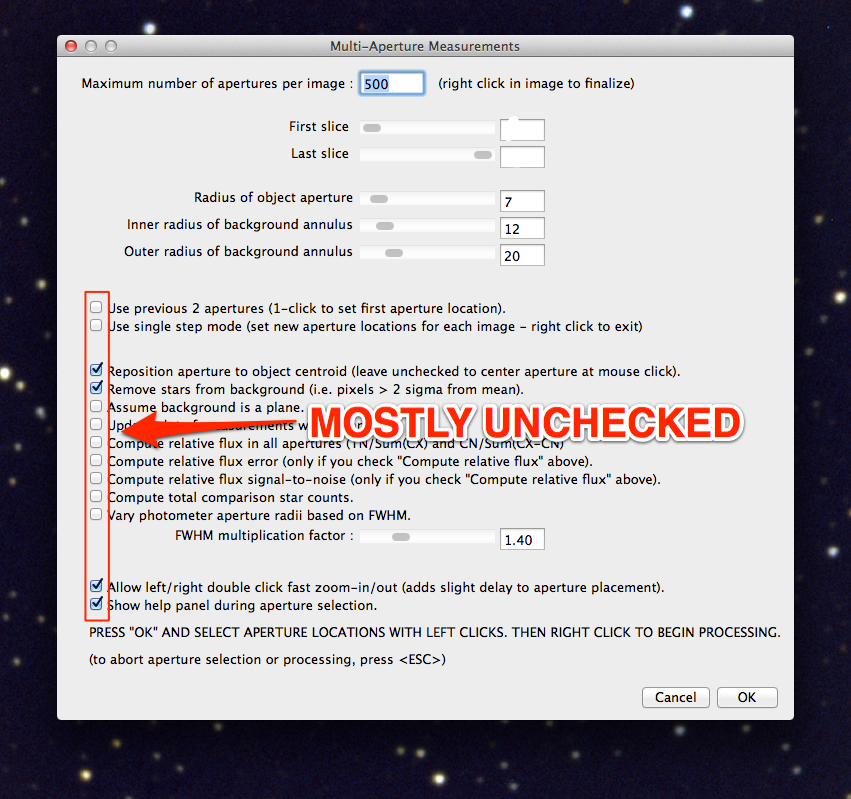 Multi-Aperture Measurements
Maximum number of apertures per image : 500 (right click in image to finalize)
First slice
Last slice
Radius of object aperture 7
Inner radius of background annulus 12
Outer radius of background annulus 20
Use previous 2 apertures (1-click to set first aperture location).
Use single step mode (set new aperture locations for each image - right click to exit)
Reposition aperture to object centroid (leave unchecked to center aperture at mouse click).
Remove stars from background (i.e. pixels > 2 sigma from mean).
Assume background is a plane.
MOSTLY UNCHECKED
Compute relative flux in all apertures (TN/Sum(CX) and CN/Sum(CX-CN)
Compute relative flux error (only if you check "Compute relative flux" above).
Compute relative flux signal-to-noise (only if you check "Compute relative flux" above).
Compute total comparison star counts.
Vary photometer aperture radii based on FWHM.
FWHM multiplication factor : 1.40
Allow left/right double click fast zoom-in/out (adds slight delay to aperture placement).
Show help panel during aperture selection.
PRESS "OK" AND SELECT APERTURE LOCATIONS WITH LEFT CLICKS. THEN RIGHT CLICK TO BEGIN PROCESSING.
(to abort aperture selection or processing, press <ESC>)
Cancel OK